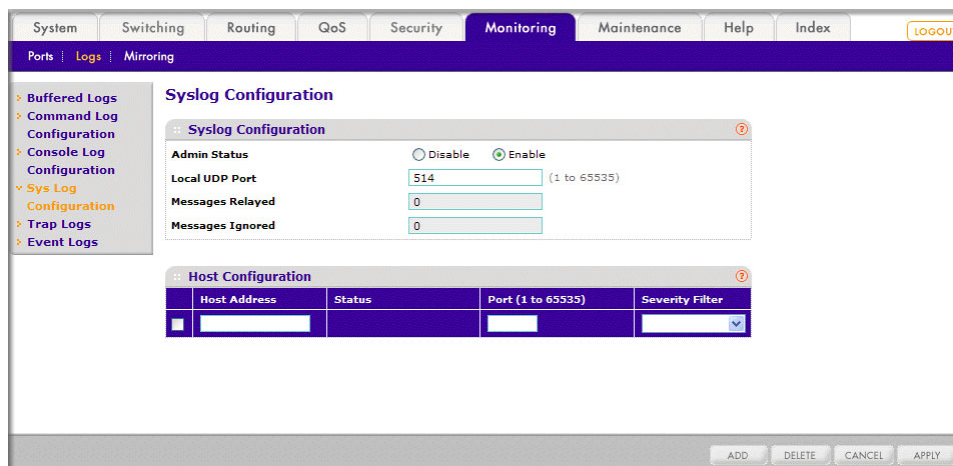 System Switching Routing QoS Security Monitoring Maintenance Help Index
Ports Logs Mirroring
Buffered Logs
Command Log
Configuration
Console Log
Configuration
Sys Log
Configuration
Trap Logs
Event Logs
Syslog Configuration
Syslog Configuration ?
Admin Status Disable Enable
Local UDP Port 514 (1 to 65535)
Messages Relayed 0
Messages Ignored 0
Host Configuration ?
Host Address Status Port (1 to 65535) Severity Filter
ADD DELETE CANCEL APPLY